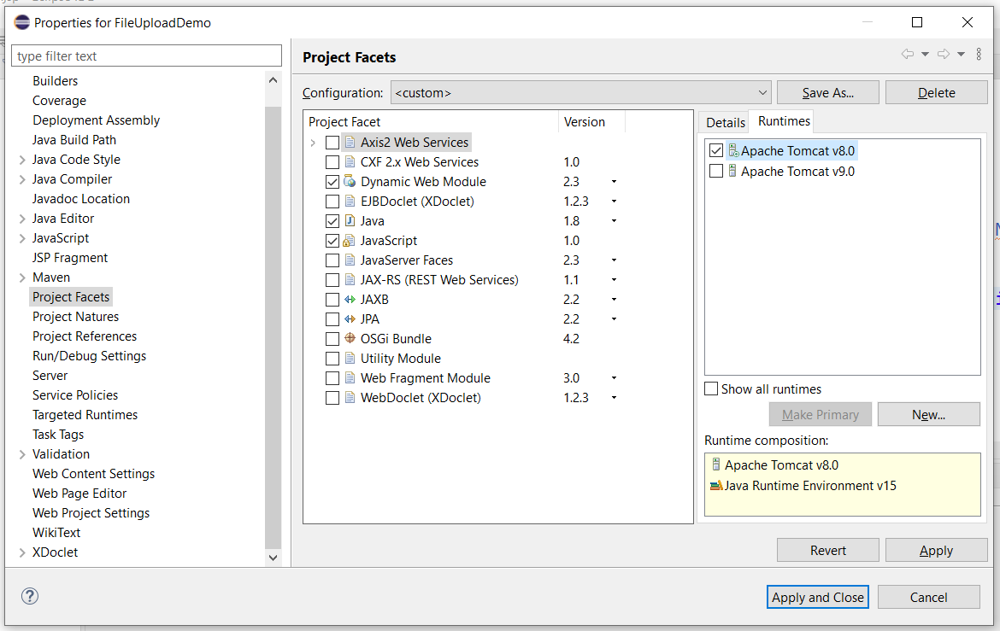 Properties for FileUploadDemo
type filter text
Builders
Coverage
Deployment Assembly
Java Build Path
Java Code Style
Java Compiler
Javadoc Location
Java Editor
JavaScript
JSP Fragment
Maven
Project Facets
Project Natures
Project References
Run/Debug Settings
Server
Service Policies
Targeted Runtimes
Task Tags
Validation
Web Content Settings
Web Page Editor
Web Project Settings
WikiText
XDoclet
Project Facets
Configuration: <custom> Save As... Delete
Project Facet Version
Axis2 Web Services
CXF 2.x Web Services 1.0
Dynamic Web Module 2.3
EJBDoclet (XDoclet) 1.2.3
Java 1.8
JavaScript 1.0
JavaServer Faces 2.3
JAX-RS (REST Web Services) 1.1
JAXB 2.2
JPA 2.2
OSGi Bundle 4.2
Utility Module
Web Fragment Module 3.0
WebDoclet (XDoclet) 1.2.3
Details Runtimes
Apache Tomcat v8.0
Apache Tomcat v9.0
Show all runtimes
Make Primary New...
Runtime composition:
Apache Tomcat v8.0
Java Runtime Environment v15
Revert Apply
? Apply and Close Cancel